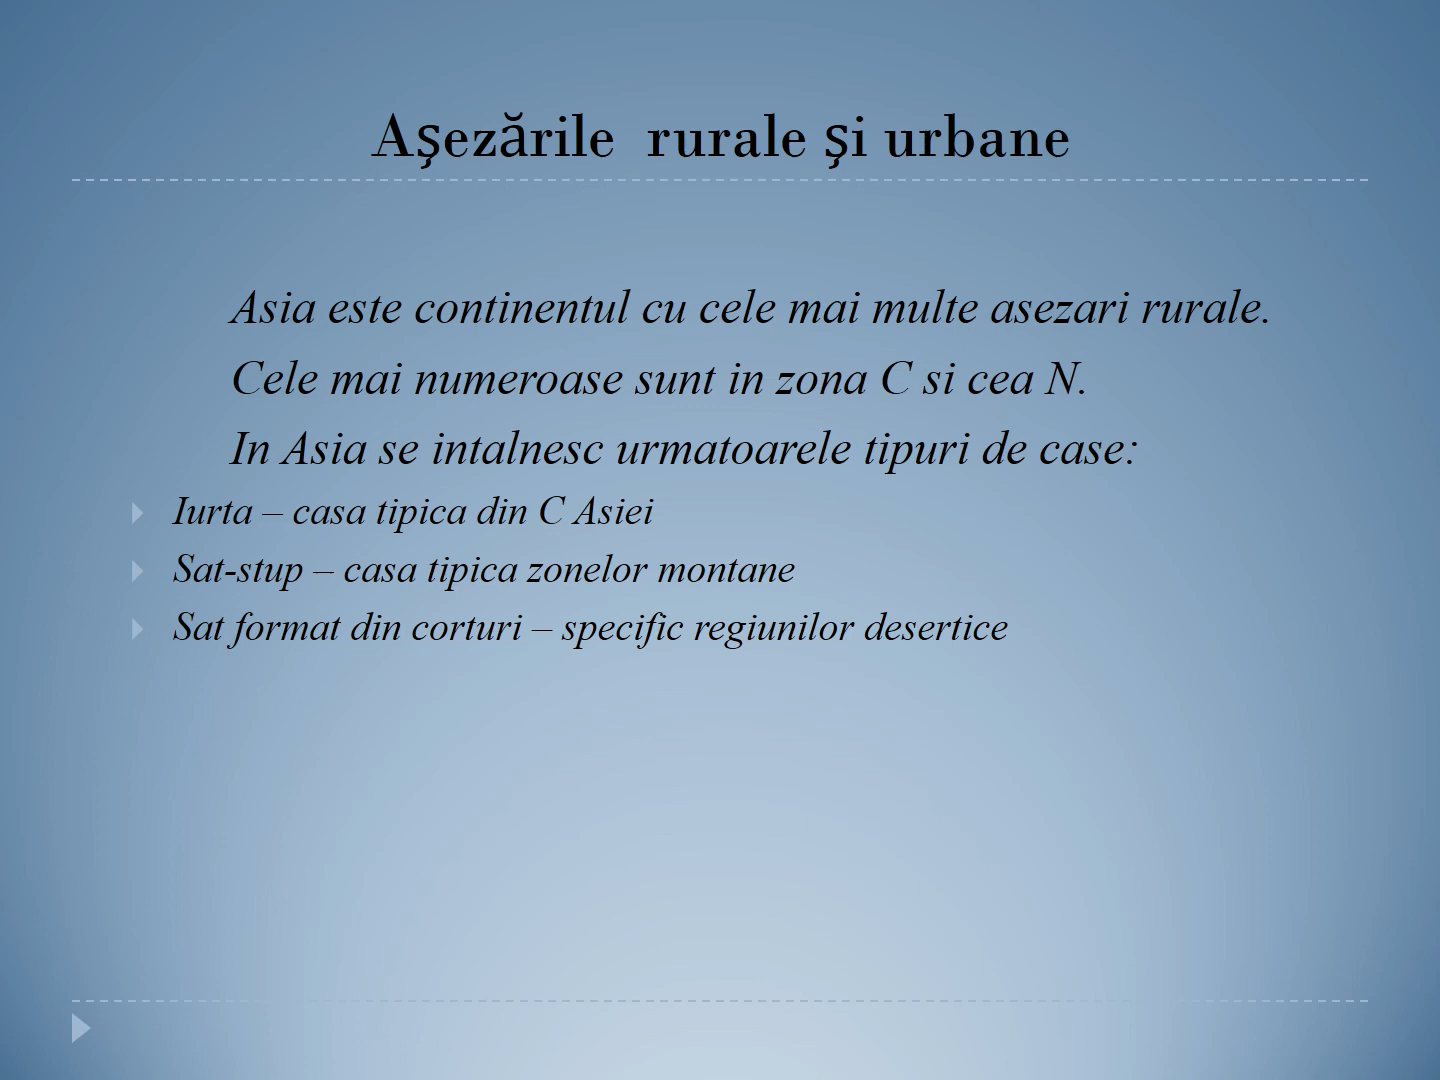 Aşezările rurale şi urbane
Asia este continentul cu cele mai multe asezari rurale.
Cele mai numeroase sunt in zona C si cea N.
In Asia se intalnesc urmatoarele tipuri de case:
Iurta – casa tipica din C Asiei
Sat-stup – casa tipica zonelor montane
Sat format din corturi – specific regiunilor desertice